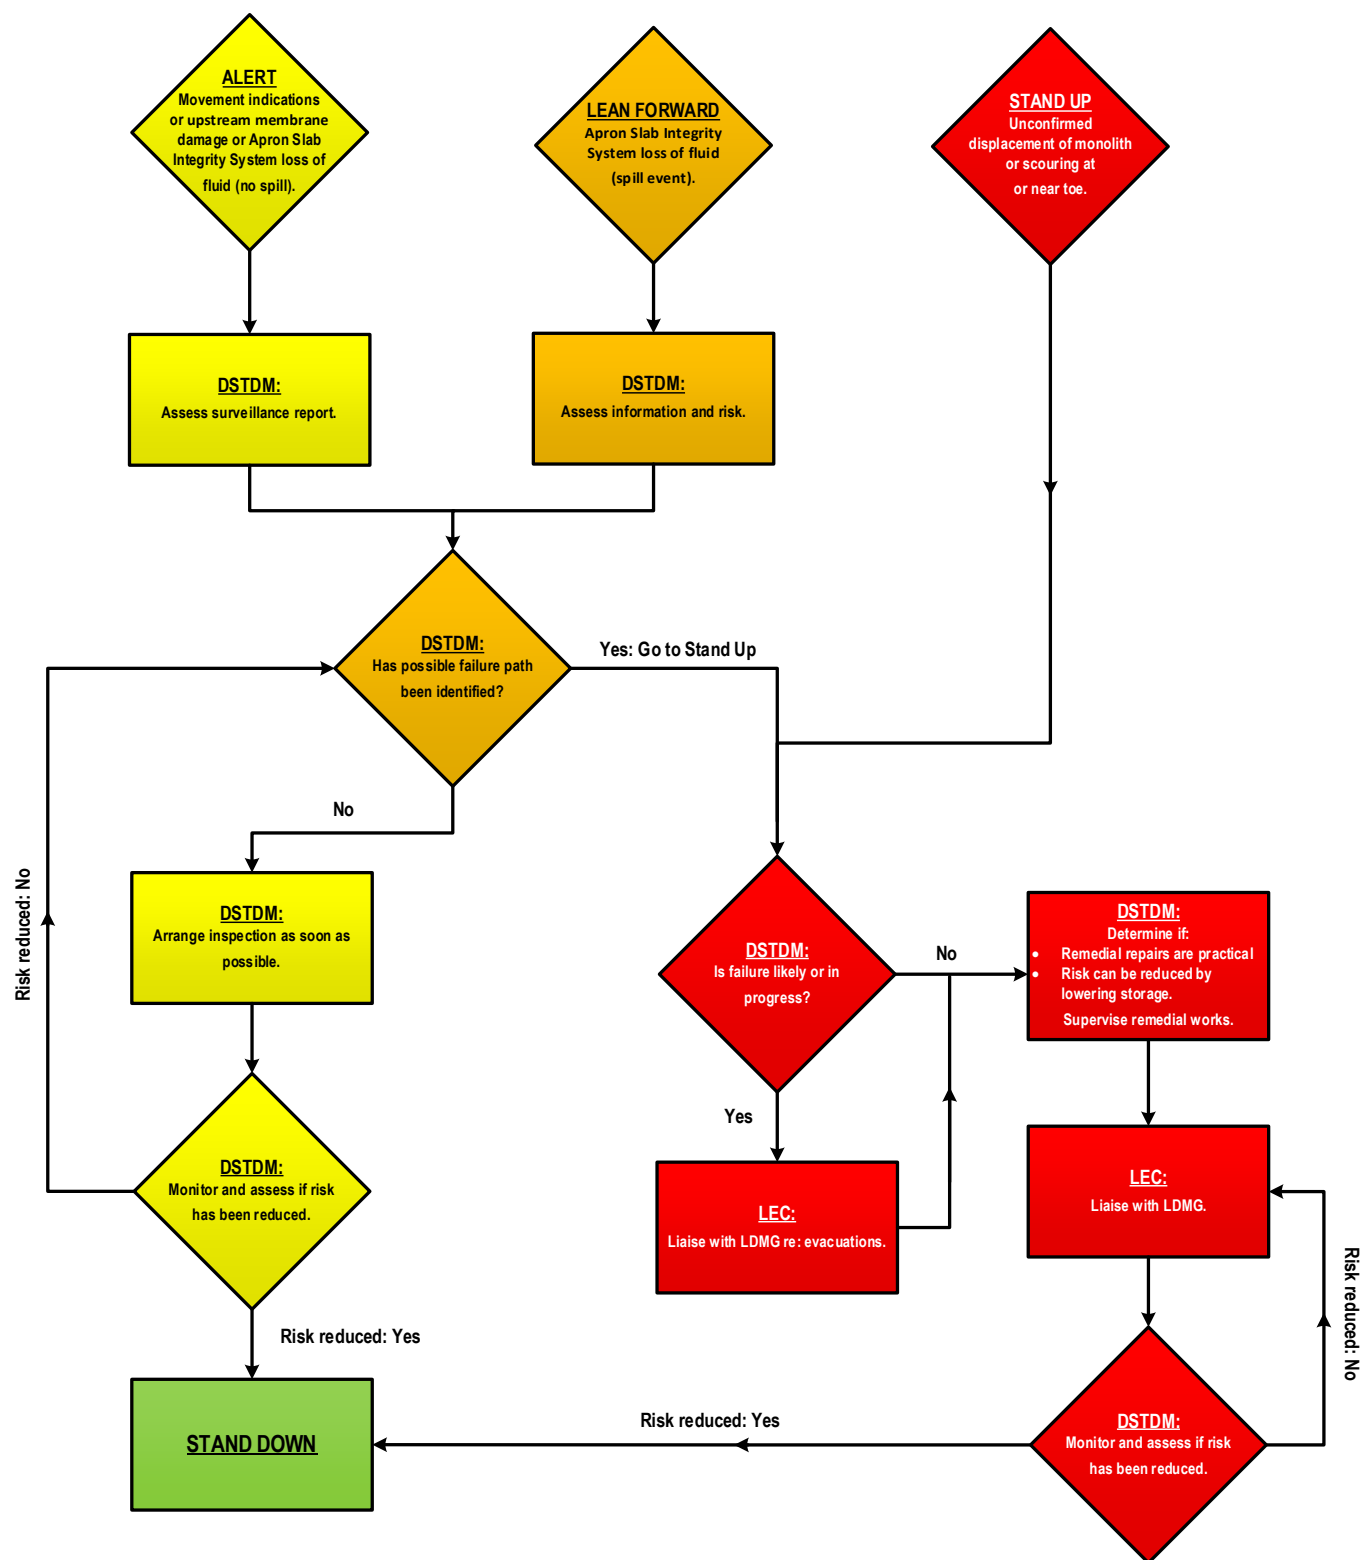 ALERT
Movement indications
or upstream membrane
damage or Apron Slab
Integrity System loss of
fluid (no spill).
LEAN FORWARD
Apron Slab Integrity
System loss of fluid
(spill event).
STAND UP
Unconfirmed
displacement of monolith
or scouring at
or near toe.
DSTDM:
Assess surveillance report.
DSTDM:
Assess information and risk.
DSTDM:
Has possible failure path
been identified?
Yes: Go to Stand Up
No
Risk reduced: No
DSTDM:
Arrange inspection as soon as
possible.
DSTDM:
Is failure likely or in
progress?
No
DSTDM:
Determine if:
• Remedial repairs are practical
• Risk can be reduced by
lowering storage.
Supervise remedial works.
Yes
DSTDM:
Monitor and assess if risk
has been reduced.
LEC:
Liaise with LDMG re: evacuations.
LEC:
Liaise with LDMG.
Risk reduced: No
Risk reduced: Yes
STAND DOWN
Risk reduced: Yes
DSTDM:
Monitor and assess if risk
has been reduced.